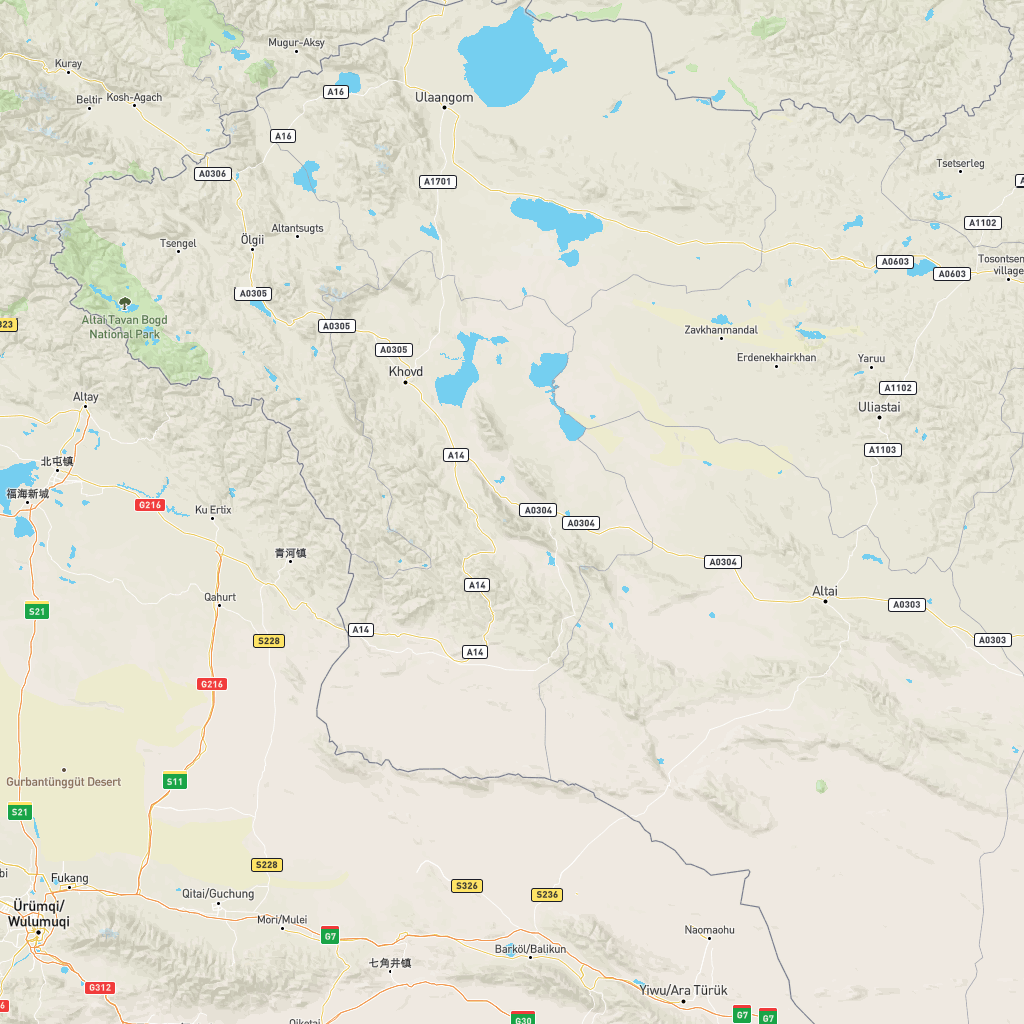 Mugur-Aksy
Kuray
Beltir
Kosh-Agach
A16
Ulaangom
A16
Tsetserleg
A0306
A1701
A
A1102
Altantsugts
Ölgii
Tsengel
A0603
Tosontsen
village
A0603
A0305
Altai Tavan Bogd
National Park
323
A0305
Zavkhanmandal
A0305
Erdenekhairkhan
Yaruu
Khovd
A1102
Altay
Uliastai
A14
A1103
北屯镇
福海新城
G216
Ku Ertix
A0304
A0304
青河镇
A0304
A14
Qahurt
Altai
A0303
S21
A14
S228
A0303
A14
G216
Gurbantünggüt Desert
S11
S21
S228
bi
Fukang
S326
S236
Qitai/Guchung
Ürümqi/
Wulumuqi
Mori/Mulei
G7
Naomaohu
Barköl/Balikun
七角井镇
G312
Yiwu/Ara Türük
6
G7
G7
G30
Qiketai